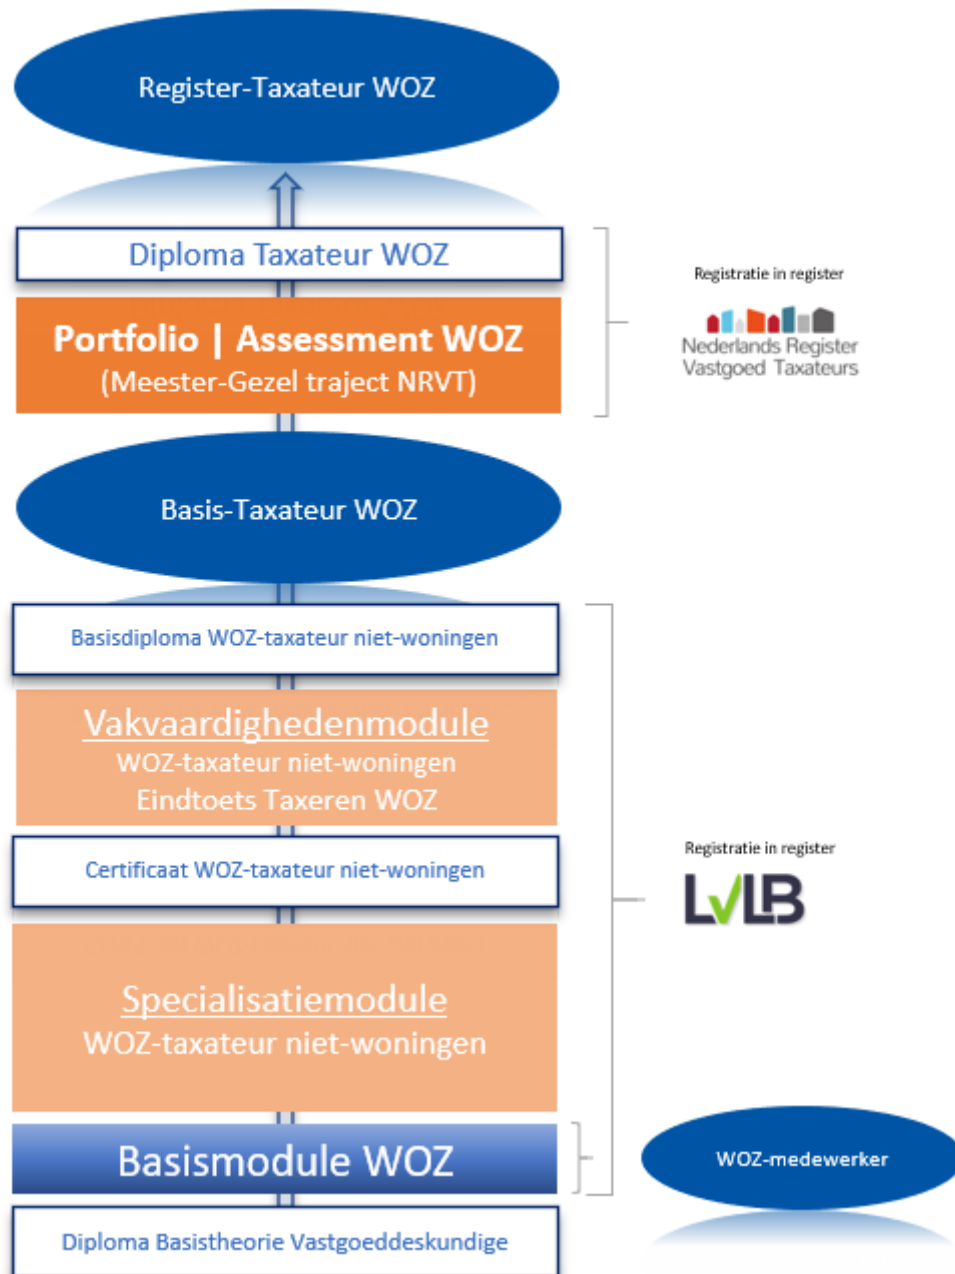 Register-Taxateur WOZ
Diploma Taxateur WOZ
Portfolio | Assessment WOZ
(Meester-Gezel traject NRVT)
Registratie in register
Nederlands Register
Vastgoed Taxateurs
Basis-Taxateur WOZ
Basisdiploma WOZ-taxateur niet-woningen
Vakvaardighedenmodule
WOZ-taxateur niet-woningen
Eindtoets Taxeren WOZ
Certificaat WOZ-taxateur niet-woningen
Registratie in register
LVLB
Specialisatiemodule
WOZ-taxateur niet-woningen
Basismodule WOZ
WOZ-medewerker
Diploma Basistheorie Vastgoeddeskundige